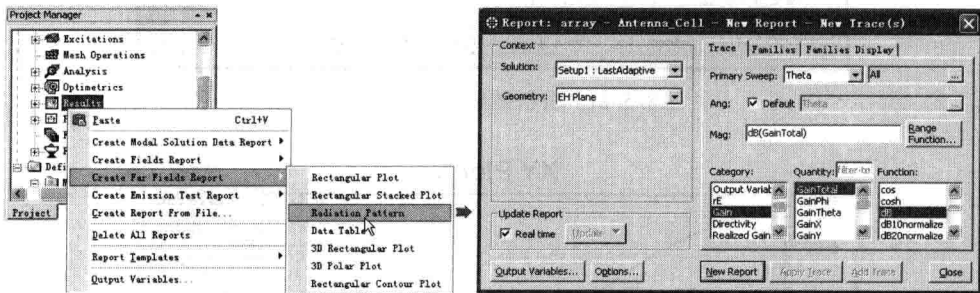 Project Manager
Excitations
Mesh Operations
Analysis
Optimetrics
Results
Defi
Project
Paste Ctrl+V
Create Modal Solution Data Report
Create Fields Report
Create Far Fields Report
Create Emission Test Report
Create Report From File...
Delete All Reports
Report Templates
Output Variables...
Rectangular Plot
Rectangular Stacked Plot
Radiation Pattern
Data Table
3D Rectangular Plot
3D Polar Plot
Rectangular Contour Plot
Report: array - Antenna_Cell - New Report - New Trace(s)
Context
Solution: Setup1 : LastAdaptive
Geometry: EH Plane
Update Report
Real time Update
Output Variables... Options...
Trace Families Families Display
Primary Sweep: Theta All ...
Ang: Default Theta ...
Mag: dB(GainTotal) Range Function...
Category: Quantity: Function:
Output Variabl GainTotal cos
rE GainPhi cosh
Gain GainTheta dB
Directivity GainX dB10normalize
Realized Gain GainY dB20normalize
New Report Apply Trace Add Trace Close